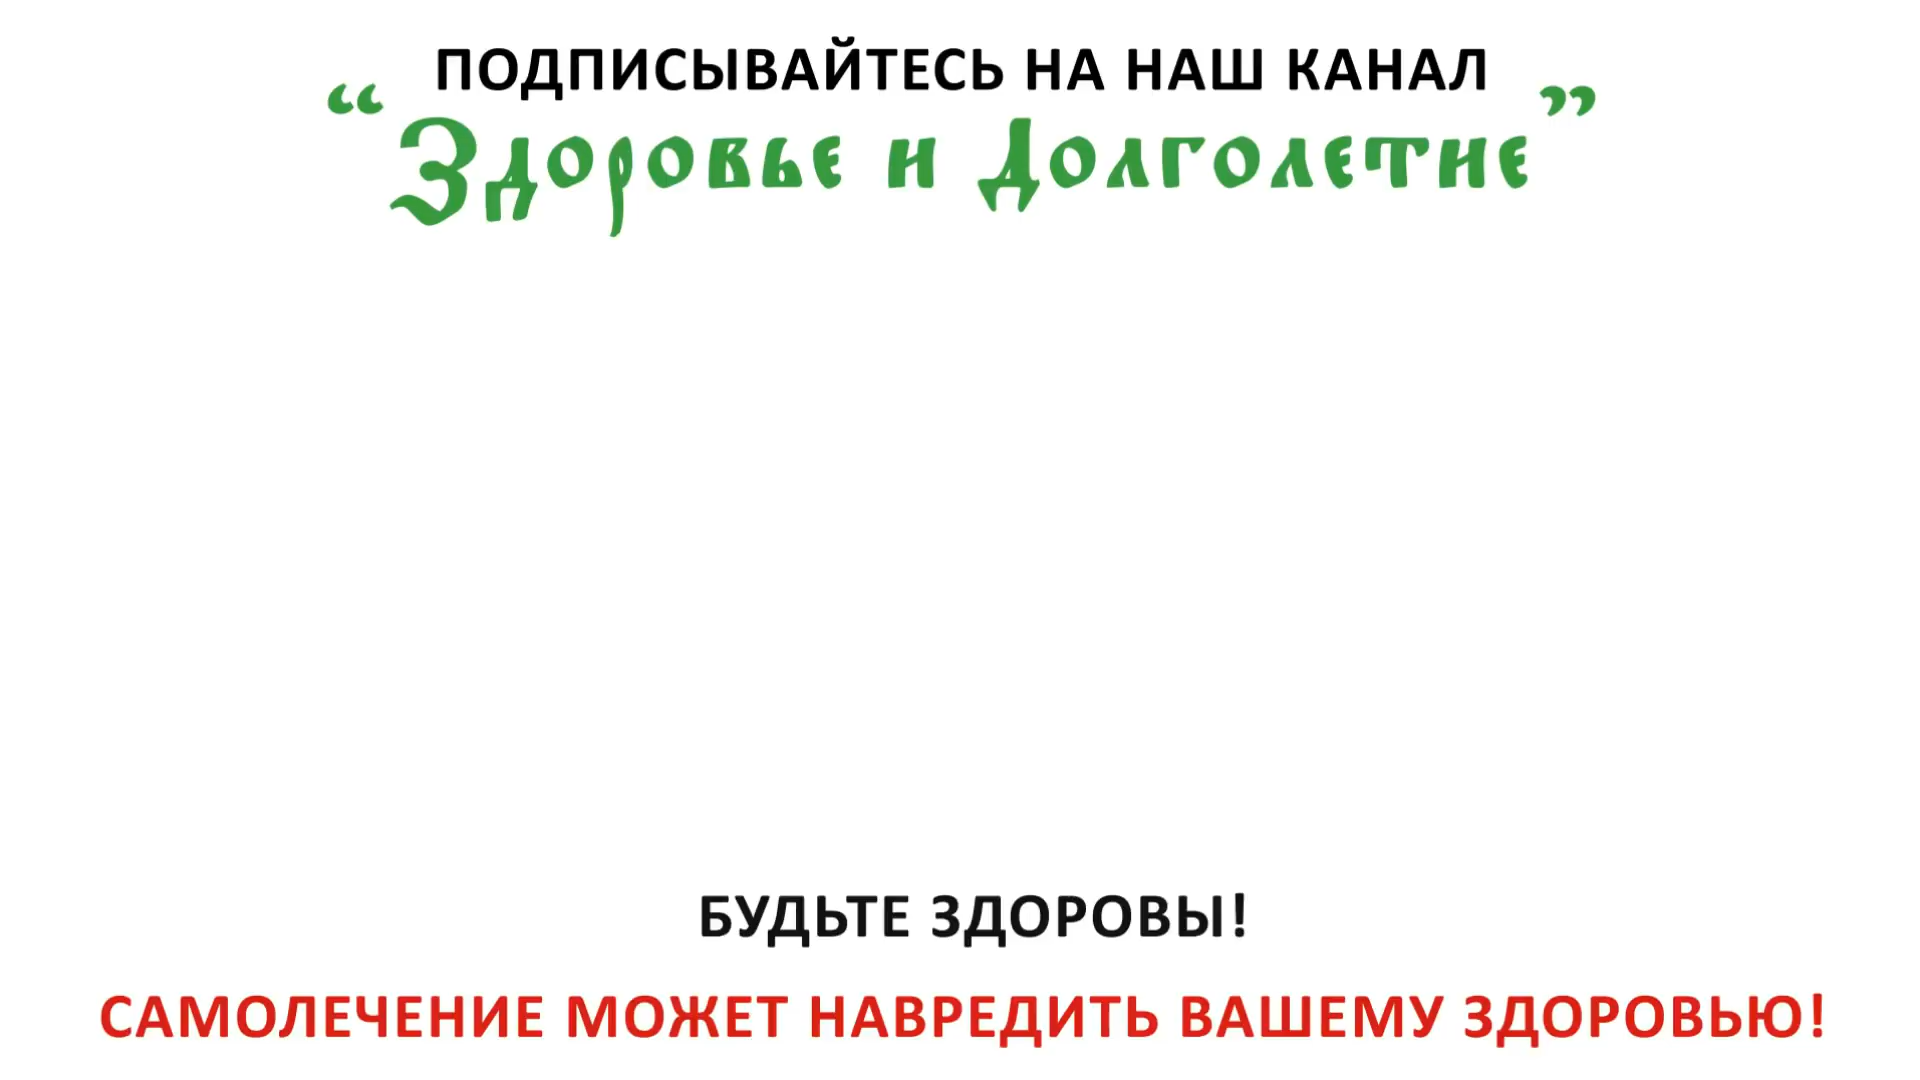 ПОДПИСЫВАЙТЕСЬ НА НАШ КАНАЛ
“Здоровье и Долголетие”
БУДЬТЕ ЗДОРОВЫ!
САМОЛЕЧЕНИЕ МОЖЕТ НАВРЕДИТЬ ВАШЕМУ ЗДОРОВЬЮ!